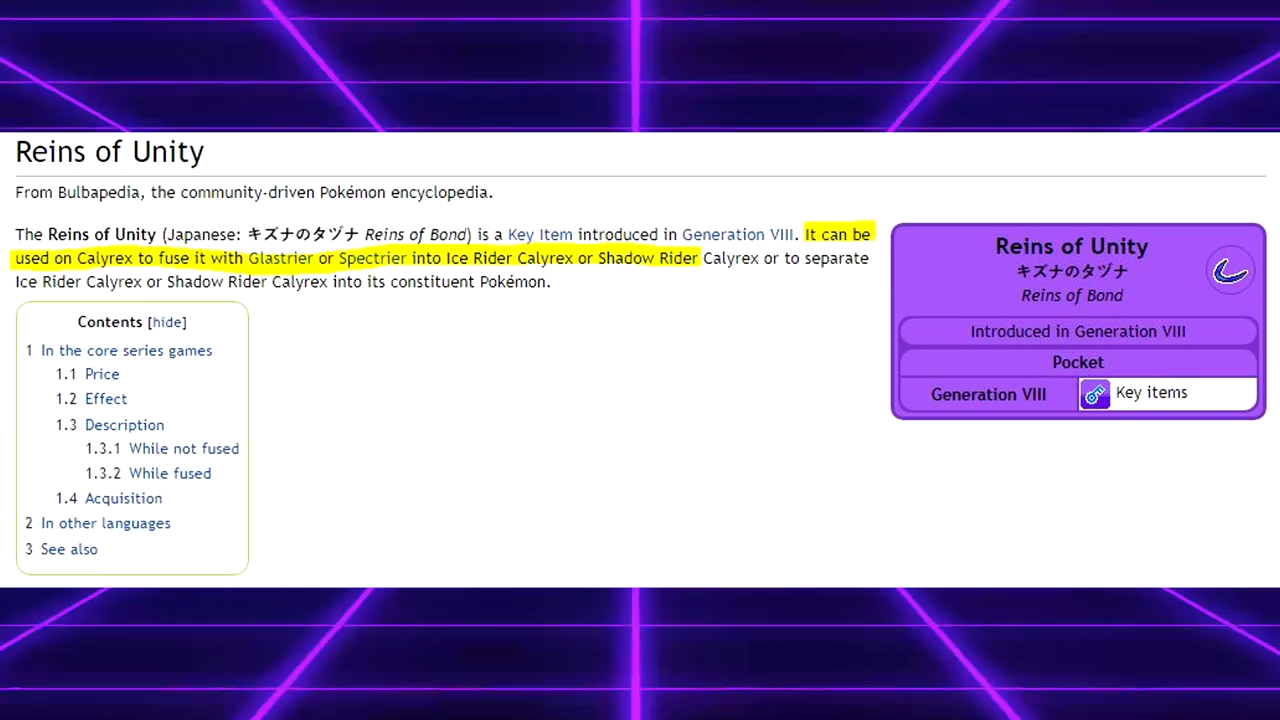 Reins of Unity
From Bulbapedia, the community-driven Pokémon encyclopedia.
The Reins of Unity (Japanese: キズナのタヅナ Reins of Bond) is a Key Item introduced in Generation VIII. It can be
used on Calyrex to fuse it with Glastrier or Spectrier into Ice Rider Calyrex or Shadow Rider Calyrex or to separate
Ice Rider Calyrex or Shadow Rider Calyrex into its constituent Pokémon.
Contents [hide]
1 In the core series games
1.1 Price
1.2 Effect
1.3 Description
1.3.1 While not fused
1.3.2 While fused
1.4 Acquisition
2 In other languages
3 See also
Reins of Unity
キズナのタヅナ
Reins of Bond
Introduced in Generation VIII
Pocket
Generation VIII Key items